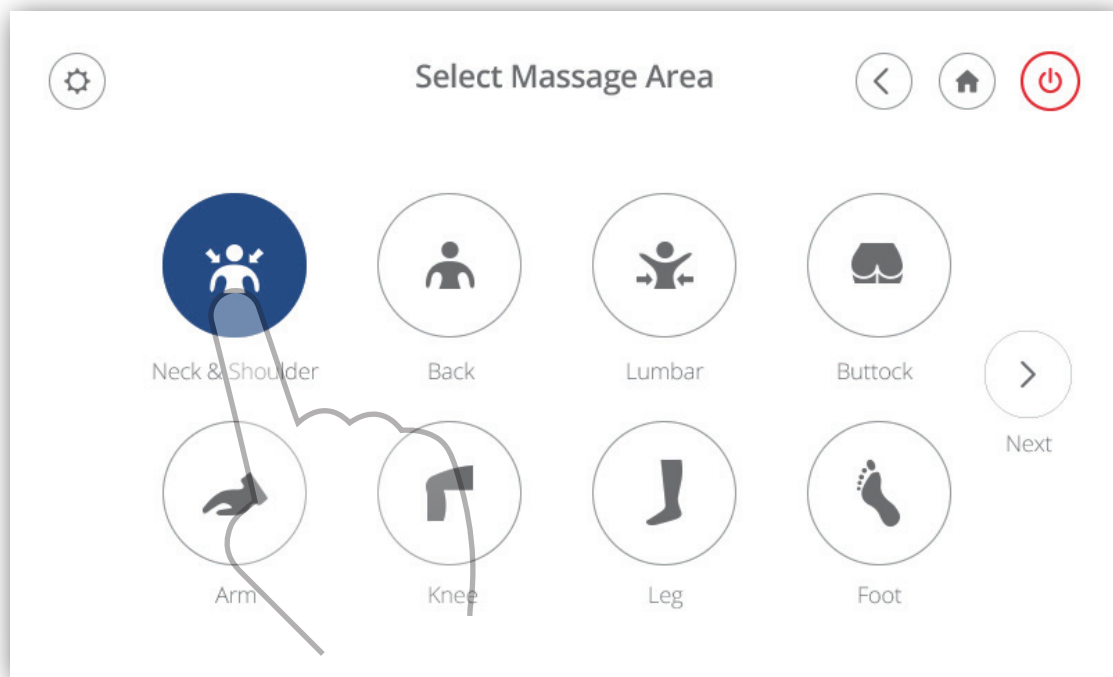 Select Massage Area
Neck & Shoulder
Back
Lumbar
Buttock
Next
Arm
Knee
Leg
Foot